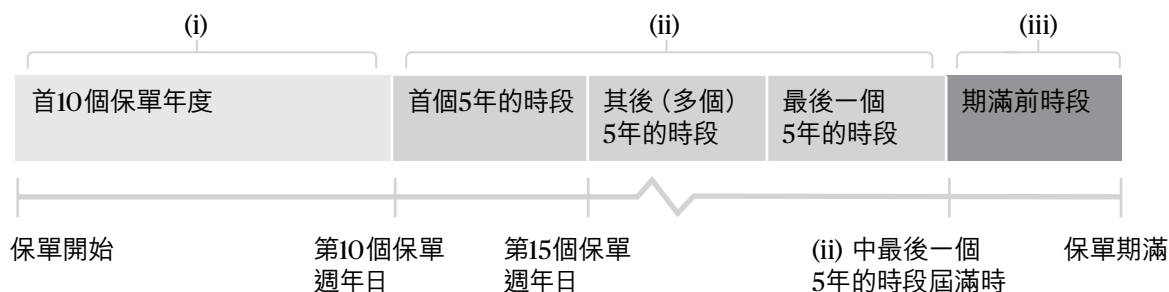 (i)
(ii)
(iii)
首10個保單年度
首個5年的時段
其後（多個）
5年的時段
最後一個
5年的時段
期滿前時段
保單開始
第10個保單
週年日
第15個保單
週年日
(ii) 中最後一個
5年的時段屆滿時
保單期滿